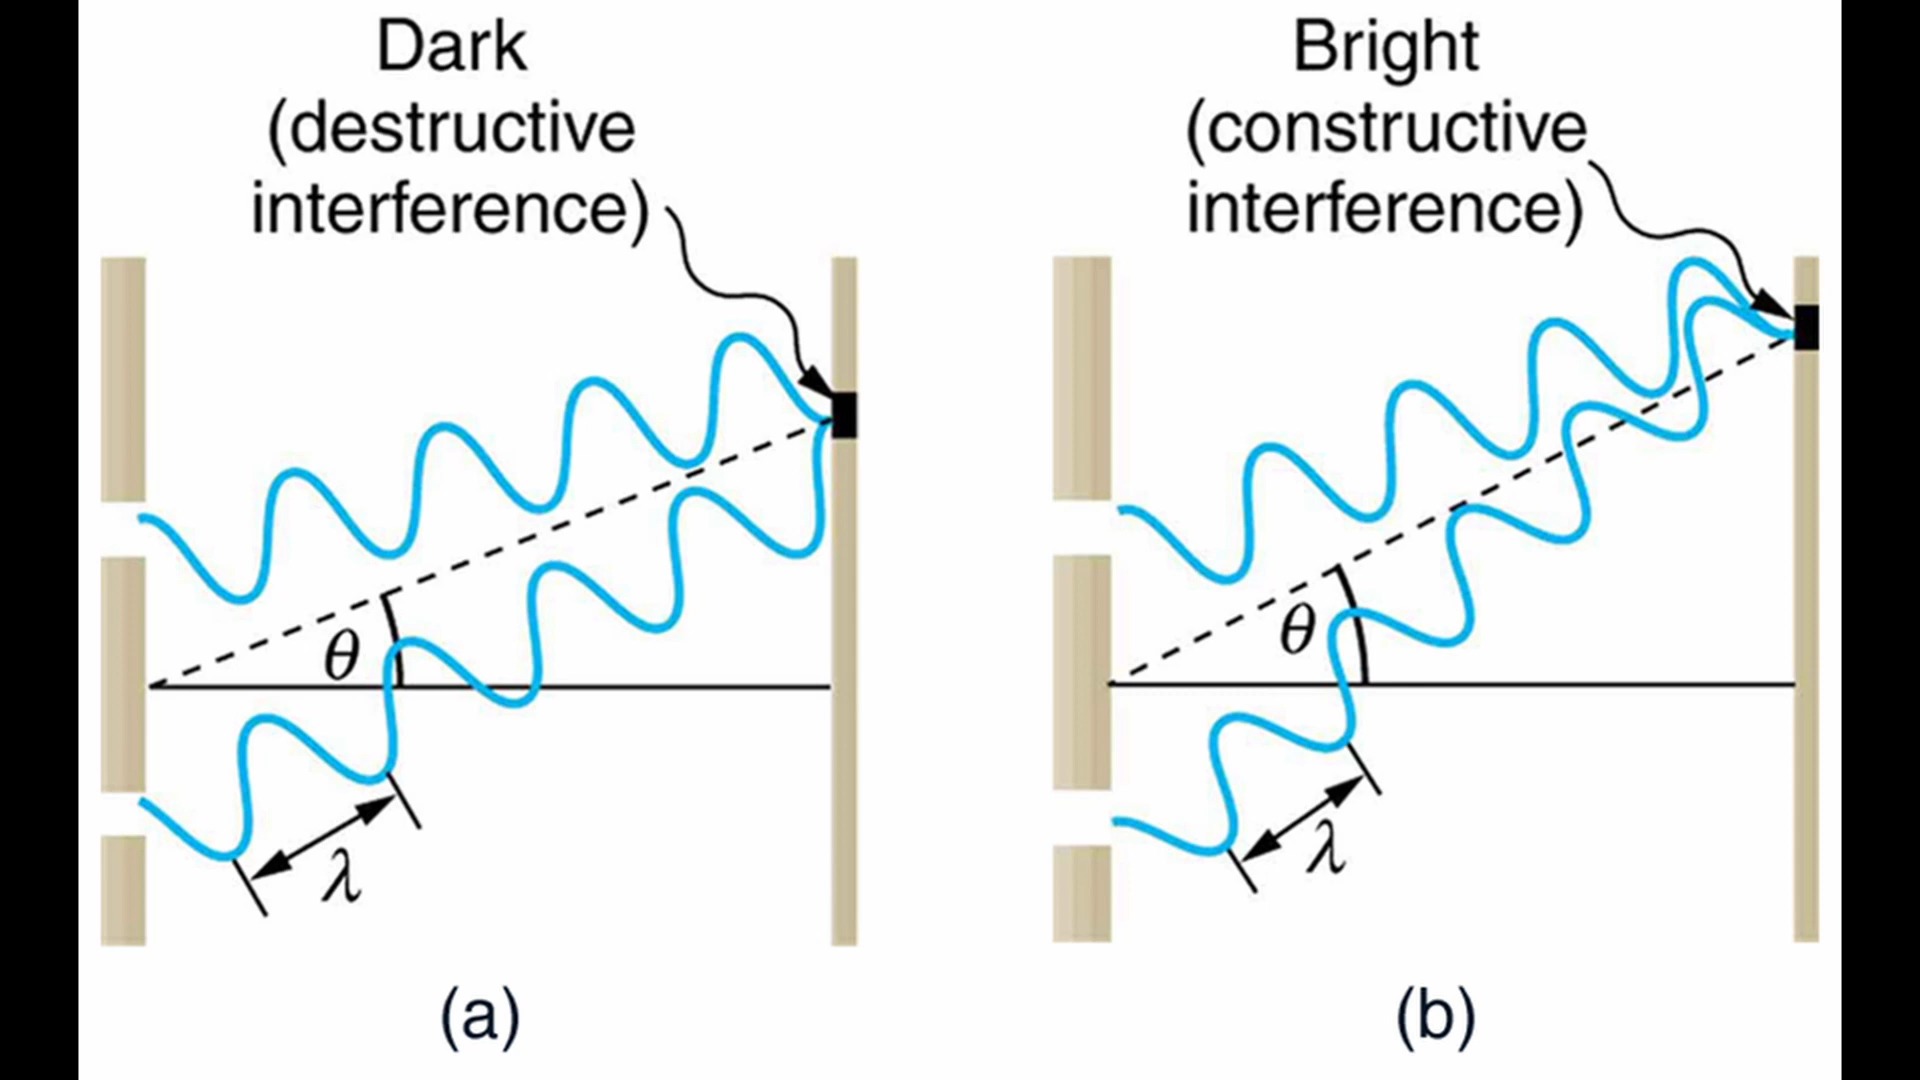 Dark
(destructive
interference)
θ
λ
(a)
Bright
(constructive
interference)
θ
λ
(b)